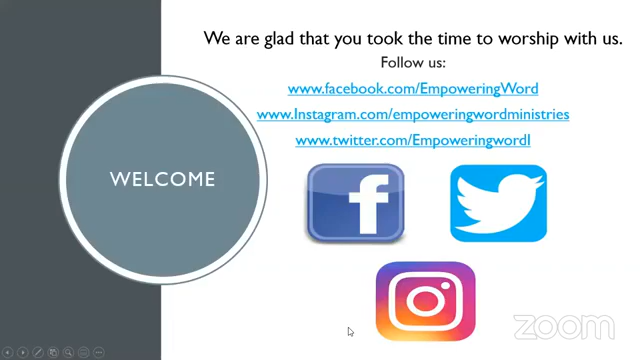 We are glad that you took the time to worship with us.
Follow us:
www.facebook.com/EmpoweringWord
www.Instagram.com/empoweringwordministries
www.twitter.com/EmpoweringwordI
WELCOME
zoom